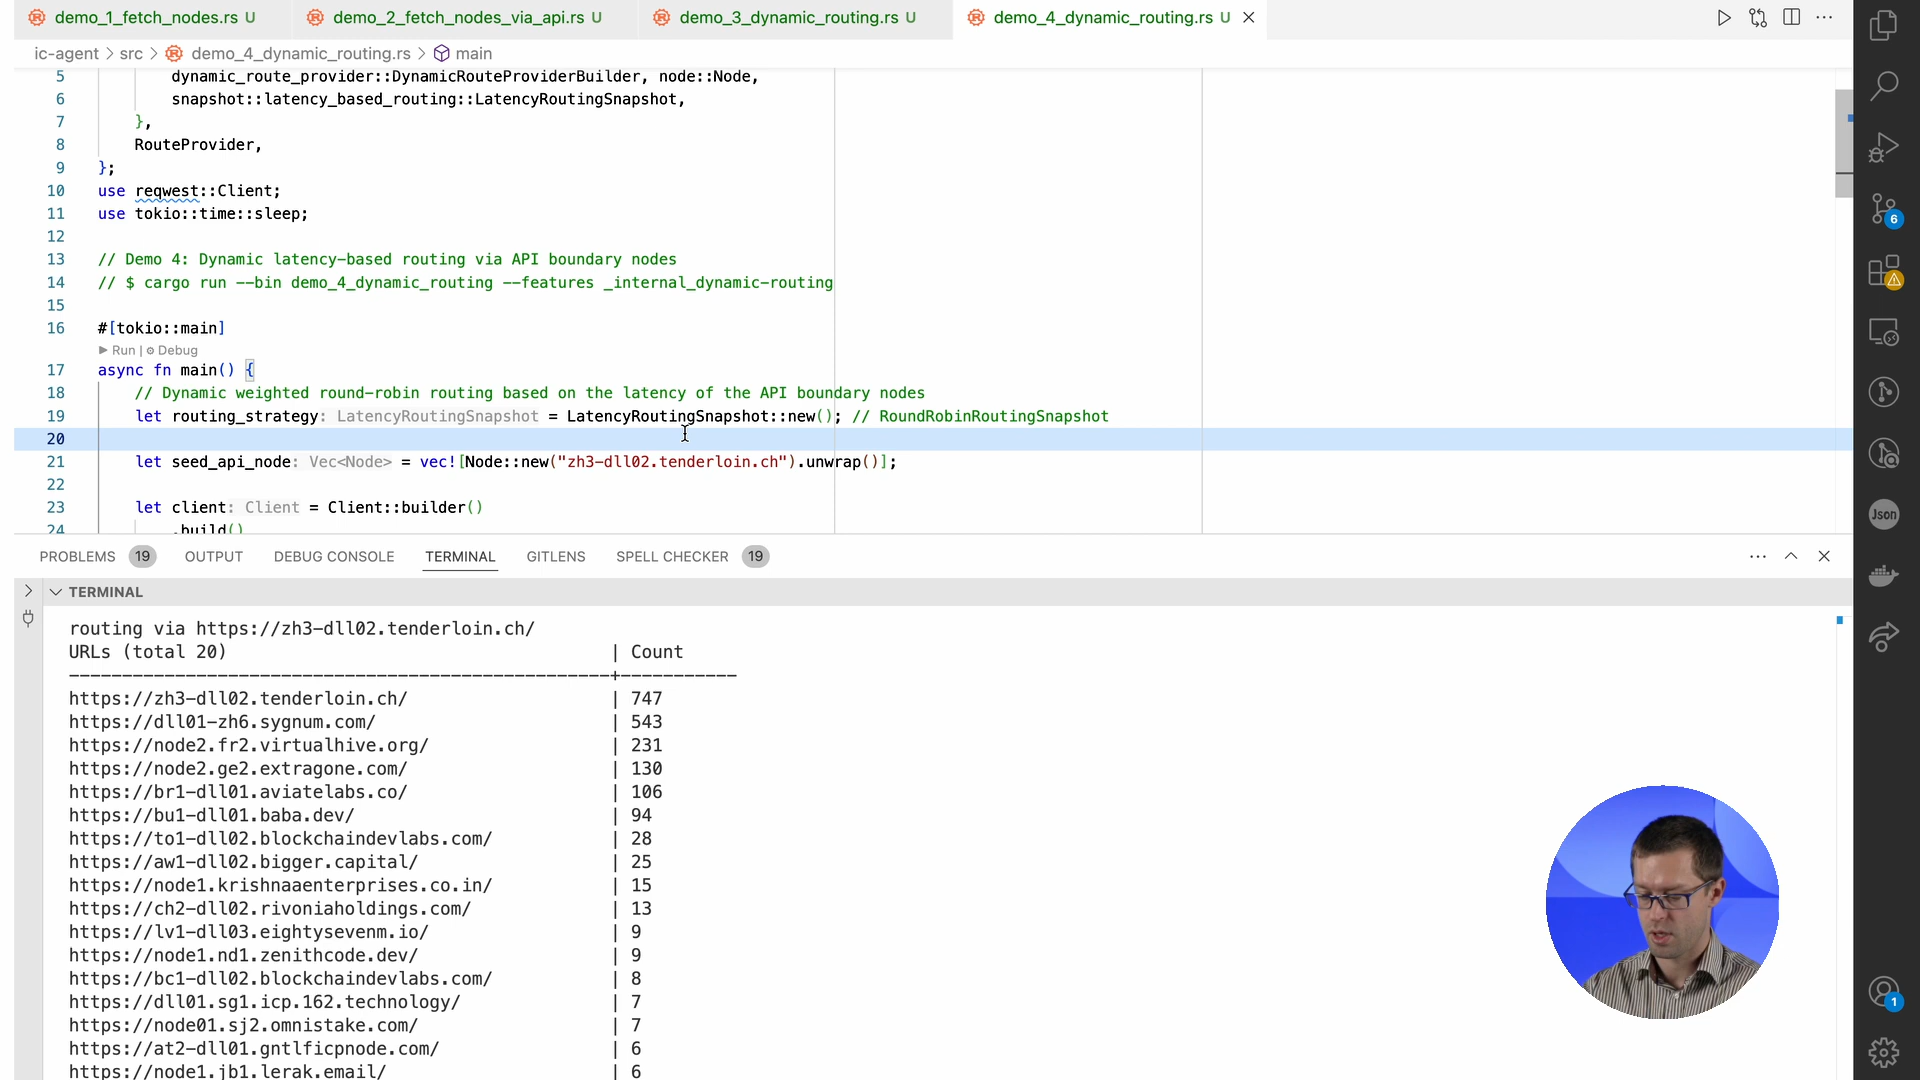 demo_1_fetch_nodes.rs U
demo_2_fetch_nodes_via_api.rs U
demo_3_dynamic_routing.rs U
demo_4_dynamic_routing.rs U
ic-agent > src > demo_4_dynamic_routing.rs > main
5 dynamic_route_provider::DynamicRouteProviderBuilder, node::Node,
6 snapshot::latency_based_routing::LatencyRoutingSnapshot,
7 },
8 RouteProvider,
9 };
10 use reqwest::Client;
11 use tokio::time::sleep;
12
13 // Demo 4: Dynamic latency-based routing via API boundary nodes
14 // $ cargo run --bin demo_4_dynamic_routing --features _internal_dynamic-routing
15
16 #[tokio::main]
Run | Debug
17 async fn main() {
18 // Dynamic weighted round-robin routing based on the latency of the API boundary nodes
19 let routing_strategy: LatencyRoutingSnapshot = LatencyRoutingSnapshot::new(); // RoundRobinRoutingSnapshot
20
21 let seed_api_node: Vec<Node> = vec![Node::new("zh3-dll02.tenderloin.ch").unwrap()];
22
23 let client: Client = Client::builder()
24 .build()
PROBLEMS 19 OUTPUT DEBUG CONSOLE TERMINAL GITLENS SPELL CHECKER 19
TERMINAL
routing via https://zh3-dll02.tenderloin.ch/
URLs (total 20) | Count
-----------------------------------------------------+-----------
https://zh3-dll02.tenderloin.ch/ | 747
https://dll01-zh6.sygnum.com/ | 543
https://node2.fr2.virtualhive.org/ | 231
https://node2.ge2.extragone.com/ | 130
https://br1-dll01.aviatelabs.co/ | 106
https://bu1-dll01.baba.dev/ | 94
https://to1-dll02.blockchaindevlabs.com/ | 28
https://aw1-dll02.bigger.capital/ | 25
https://node1.krishnaaenterprises.co.in/ | 15
https://ch2-dll02.rivoniaholdings.com/ | 13
https://lv1-dll03.eightysevenm.io/ | 9
https://node1.nd1.zenithcode.dev/ | 9
https://bc1-dll02.blockchaindevlabs.com/ | 8
https://dll01.sg1.icp.162.technology/ | 7
https://node01.sj2.omnistake.com/ | 7
https://at2-dll01.gntlficpnode.com/ | 6
https://node1.jb1.lerak.email/ | 6
6
Json
1